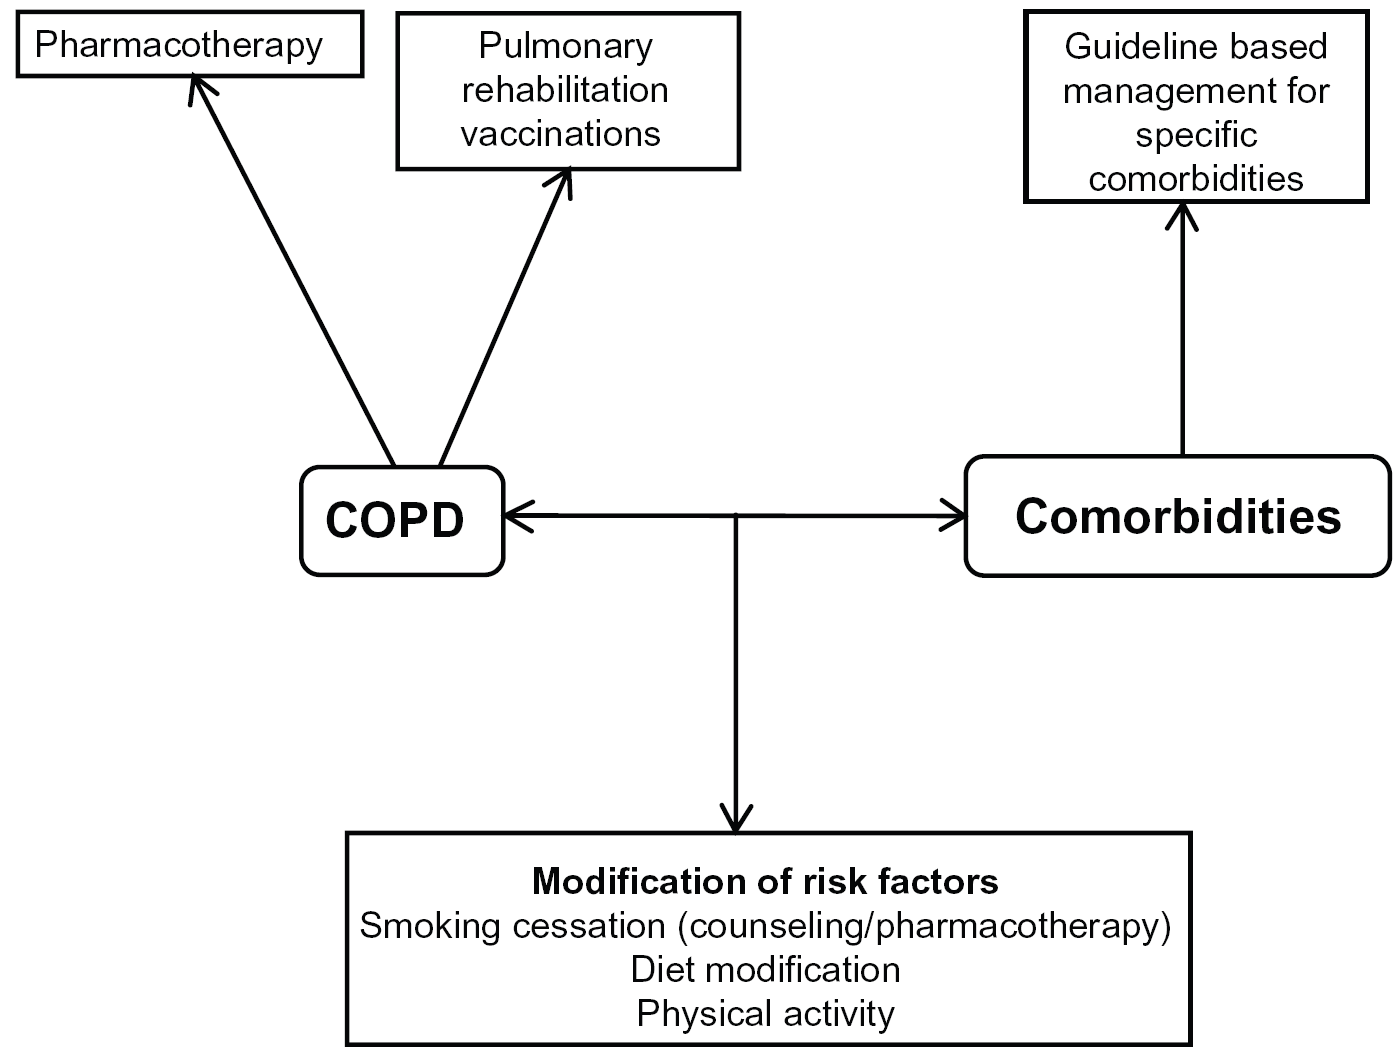 Pharmacotherapy
Pulmonary
rehabilitation
vaccinations
Guideline based
management for
specific
comorbidities
COPD
Comorbidities
Modification of risk factors
Smoking cessation (counseling/pharmacotherapy)
Diet modification
Physical activity